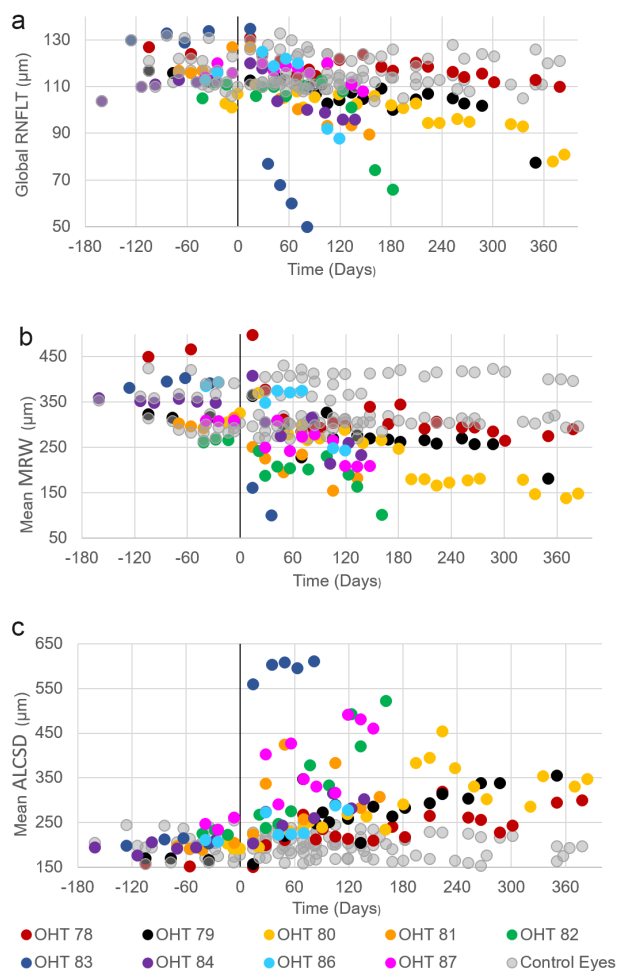 a
Global RNFLT (µm)
130
110
90
70
50
-180 -120 -60 0 60 120 180 240 300 360
Time (Days)
b
Mean MRW (µm)
450
350
250
150
50
-180 -120 -60 0 60 120 180 240 300 360
Time (Days)
c
Mean ALCSD (µm)
650
550
450
350
250
150
-180 -120 -60 0 60 120 180 240 300 360
Time (Days)
OHT 78 OHT 79 OHT 80 OHT 81 OHT 82
OHT 83 OHT 84 OHT 86 OHT 87 Control Eyes